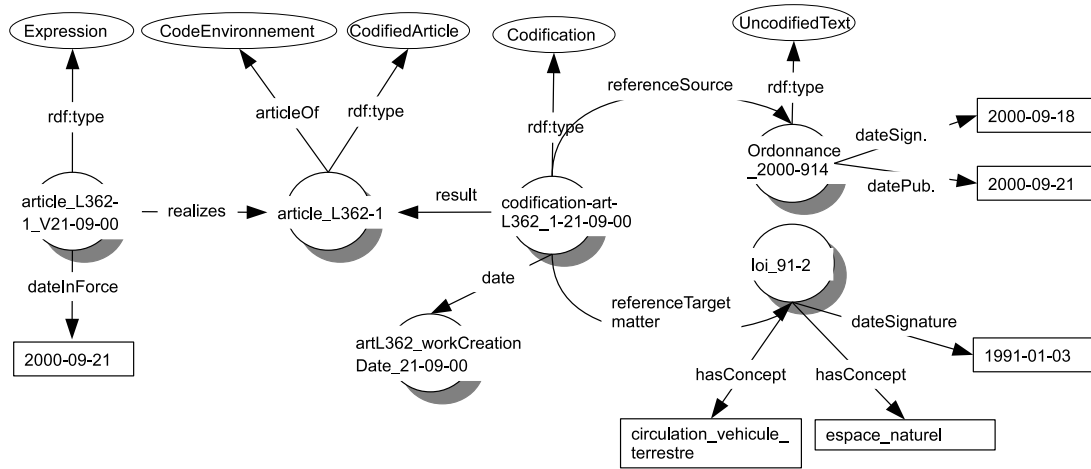 Expression
CodeEnvironnement
CodifiedArticle
Codification
UncodifiedText
rdf:type
articleOf
rdf:type
rdf:type
referenceSource
rdf:type
Ordonnance
_2000-914
dateSign.
2000-09-18
datePub.
2000-09-21
article_L362-
1_V21-09-00
realizes
article_L362-1
result
codification-art-
L362_1-21-09-00
loi_91-2
dateInForce
date
referenceTarget
matter
dateSignature
2000-09-21
artL362_workCreation
Date_21-09-00
1991-01-03
hasConcept
hasConcept
circulation_vehicule_
terrestre
espace_naturel